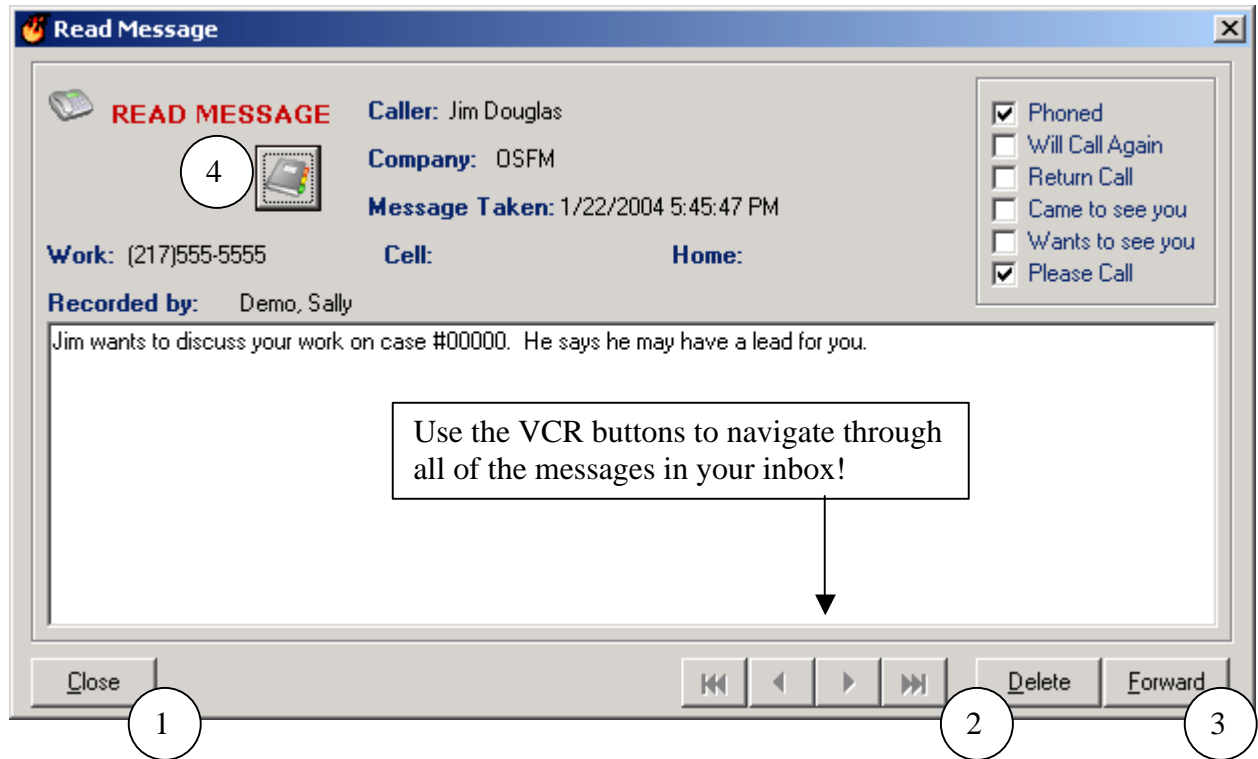 Read Message
READ MESSAGE
4
Caller: Jim Douglas
Company: OSFM
Message Taken: 1/22/2004 5:45:47 PM
Work: (217)555-5555 Cell: Home:
Recorded by: Demo, Sally
Phoned
Will Call Again
Return Call
Came to see you
Wants to see you
Please Call
Jim wants to discuss your work on case #00000. He says he may have a lead for you.
Use the VCR buttons to navigate through
all of the messages in your inbox!
Close Delete Forward
1 2 3